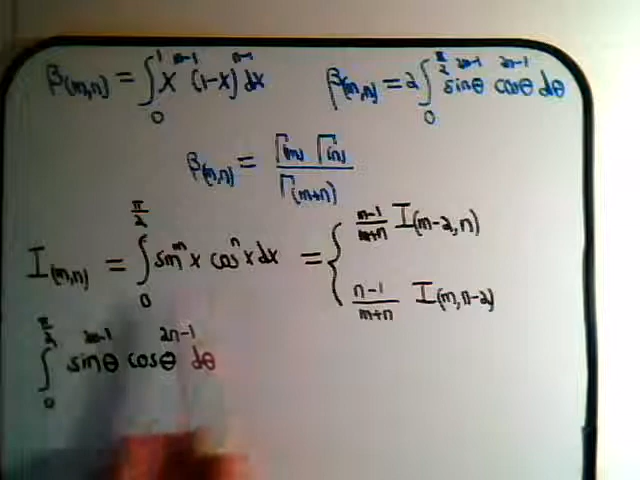 β(m,n) = ∫₀¹ x^(m-1) (1-x)^(n-1) dx   β(m,n) = 2 ∫₀^(π/2) sin^(2m-1)θ cos^(2n-1)θ dθ
β(m,n) = Γ(m) Γ(n) / Γ(m+n)
I(m,n) = ∫₀^(π/2) sin^m x cos^n x dx = { (n-1)/(m+n) I(m-2,n)
(n-1)/(m+n) I(m,n-2)
∫₀^(π/2) sin^(2m-1)θ cos^(2n-1)θ dθ